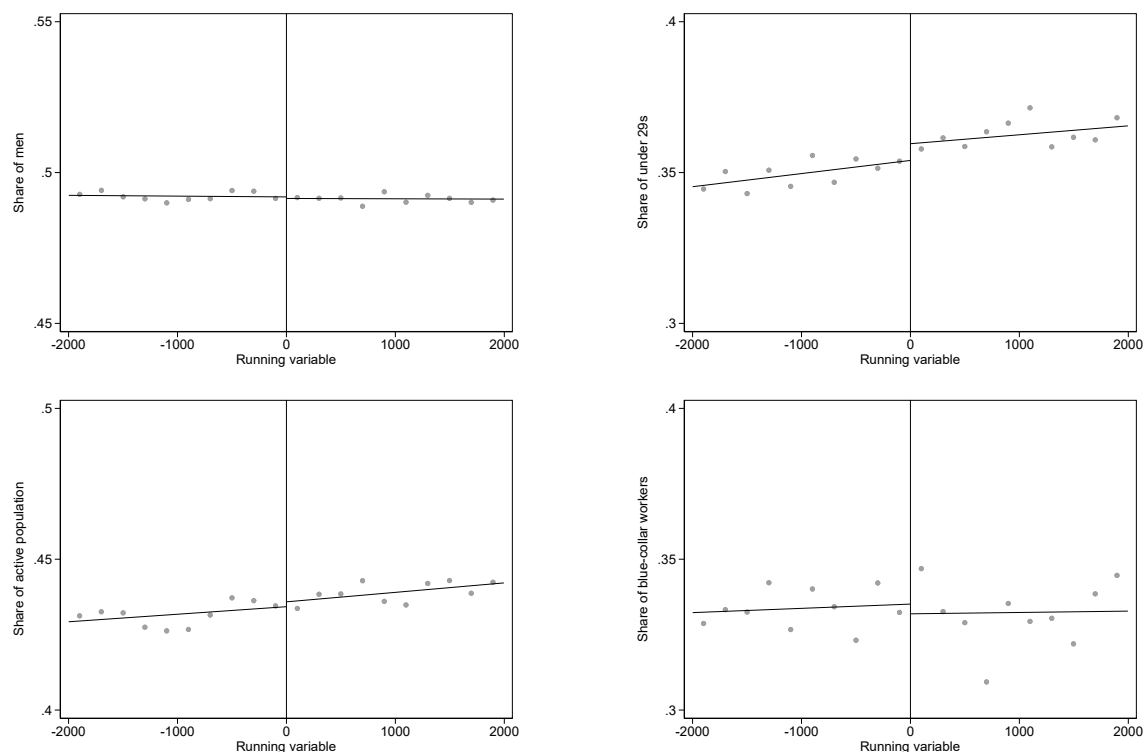 Share of men
.55
.5
.45
-2000 -1000 0 1000 2000
Running variable
Share of under 29s
.4
.35
.3
-2000 -1000 0 1000 2000
Running variable
Share of active population
.5
.45
.4
-2000 -1000 0 1000 2000
Running variable
Share of blue-collar workers
.4
.35
.3
-2000 -1000 0 1000 2000
Running variable